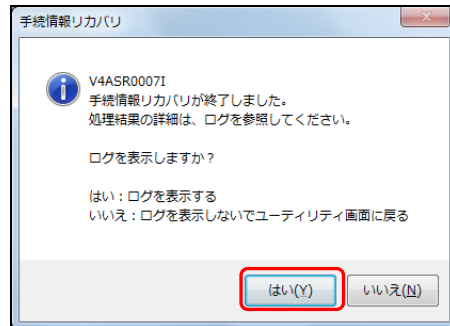 手続情報リカバリ
V4ASR0007I
手続情報リカバリが終了しました。
処理結果の詳細は、ログを参照してください。
ログを表示しますか？
はい：ログを表示する
いいえ：ログを表示しないでユーティリティ画面に戻る
はい(Y) いいえ(N)